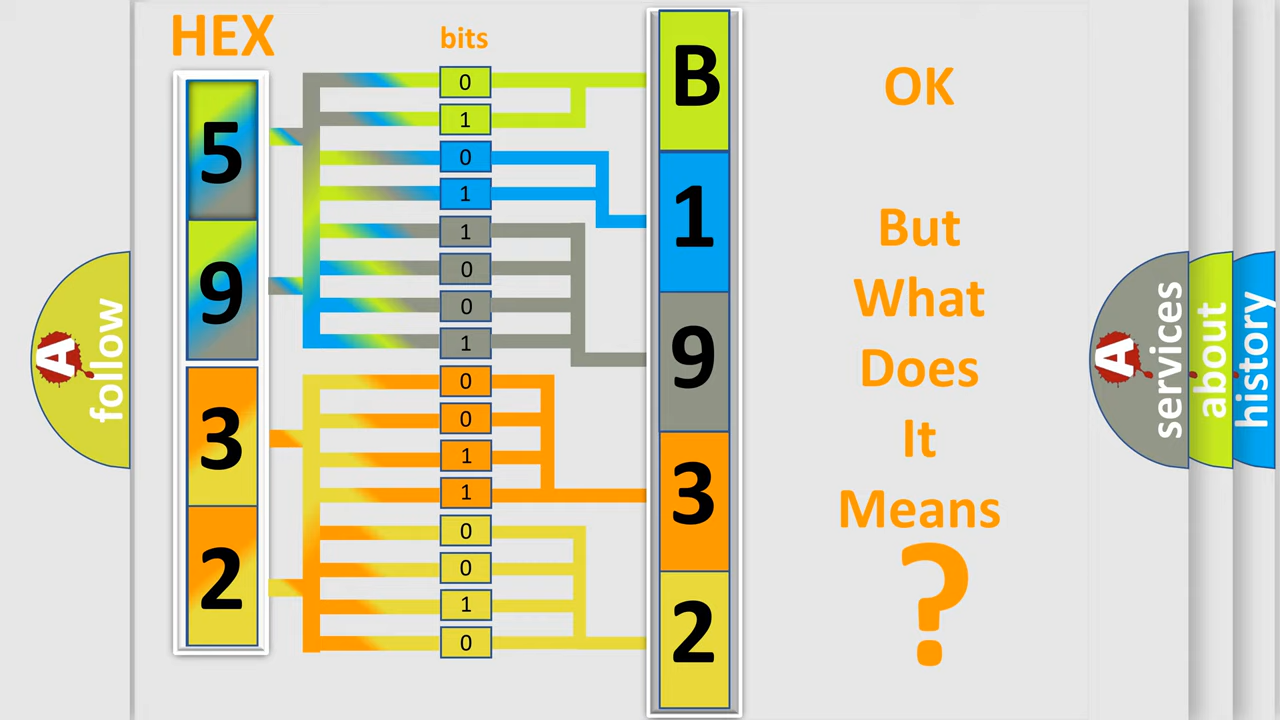 HEX
bits
5
9
3
2
0
1
0
1
1
0
0
1
0
0
1
1
0
0
1
0
B
1
9
3
2
OK
But
What
Does
It
Means
?
A
follow
A
services
about
history